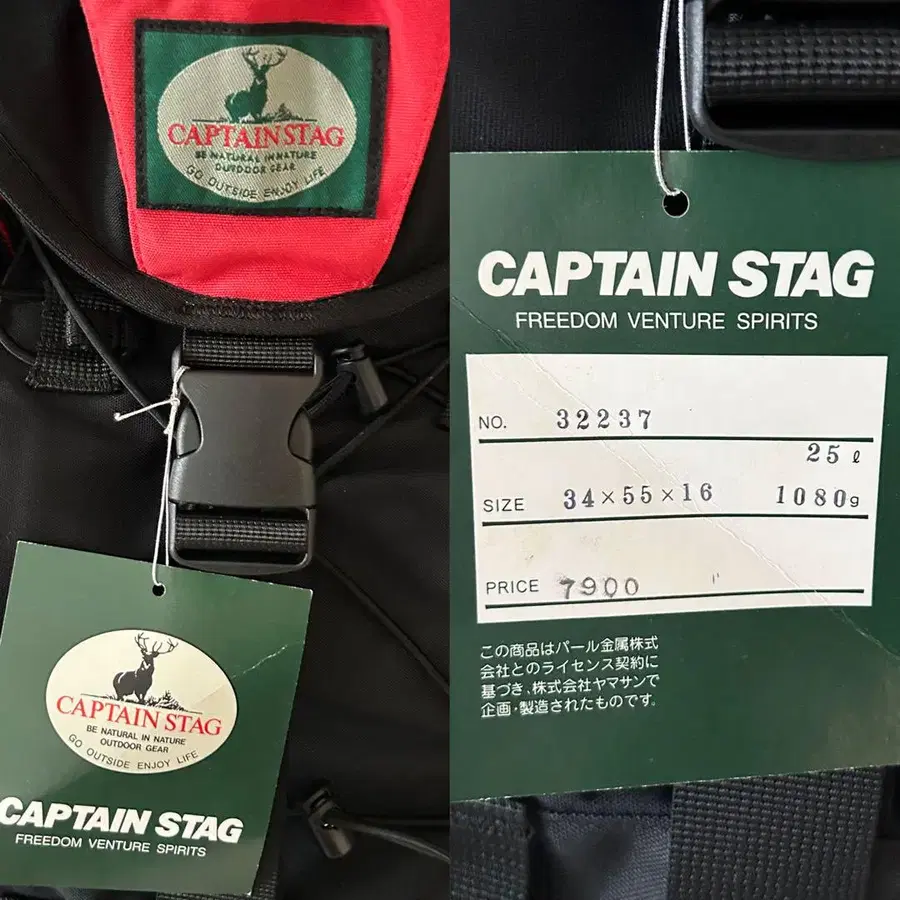 CAPTAIN STAG
BE NATURAL IN NATURE
OUTDOOR GEAR
GO OUTSIDE ENJOY LIFE
CAPTAIN STAG
BE NATURAL IN NATURE
OUTDOOR GEAR
GO OUTSIDE ENJOY LIFE
CAPTAIN STAG
FREEDOM VENTURE SPIRITS
CAPTAIN STAG
FREEDOM VENTURE SPIRITS
NO. 32237
25ℓ
SIZE 34×55×16 1080g
PRICE 7900
この商品はパール金属株式
会社とのライセンス契約に
基づき、株式会社ヤマサンで
企画・製造されたものです。